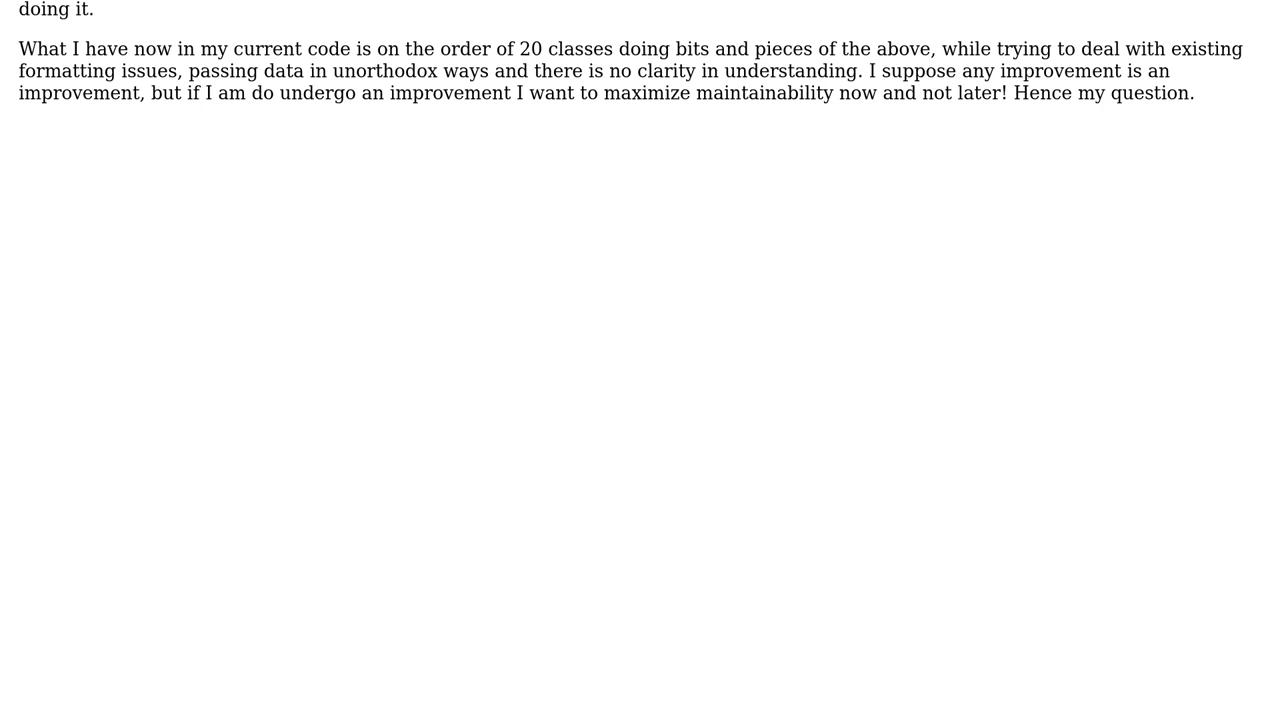 doing it.
What I have now in my current code is on the order of 20 classes doing bits and pieces of the above, while trying to deal with existing
formatting issues, passing data in unorthodox ways and there is no clarity in understanding. I suppose any improvement is an
improvement, but if I am do undergo an improvement I want to maximize maintainability now and not later! Hence my question.